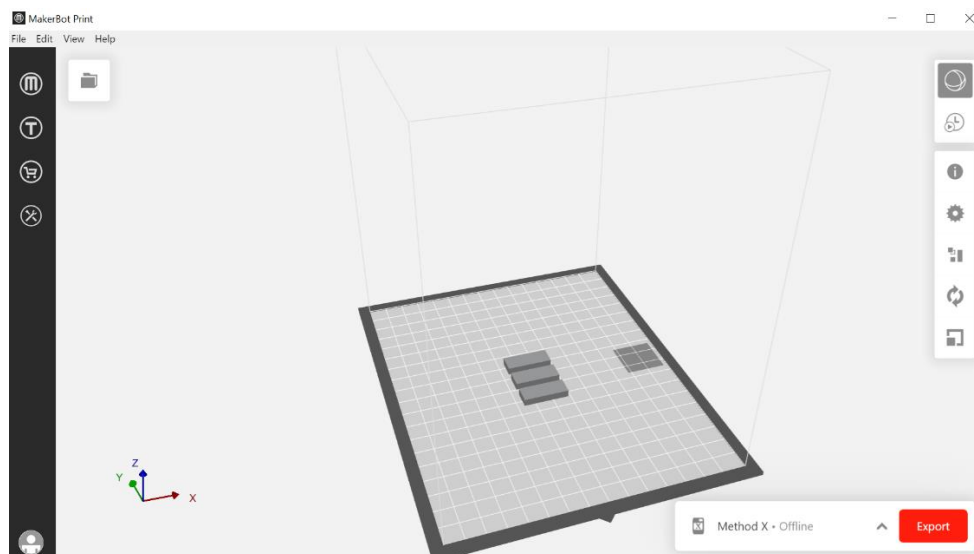 MakerBot Print
File Edit View Help
Z
Y
X
Method X • Offline
Export